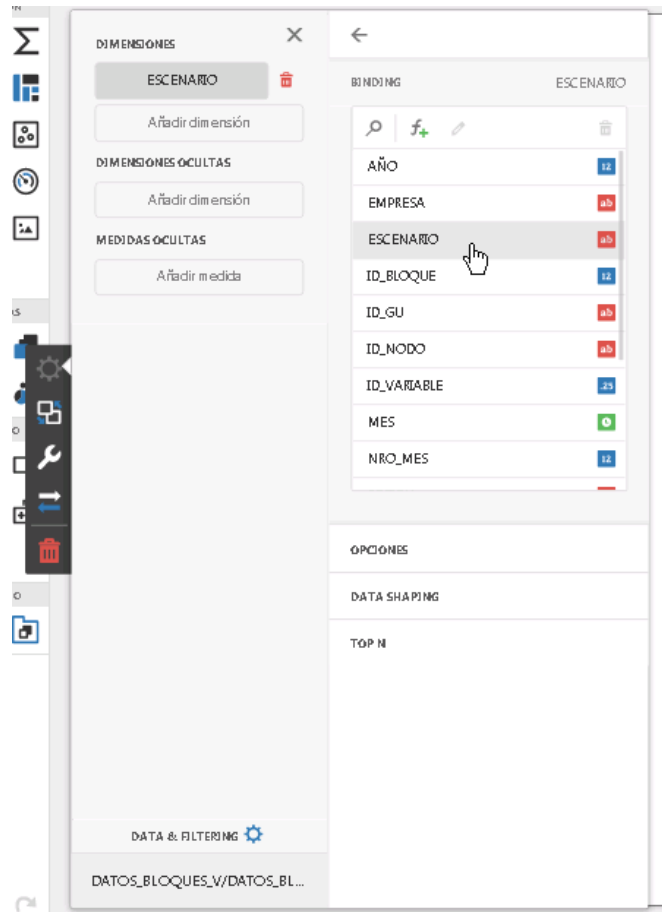 DIMENSIONES
ESCENARIO
Añadir dimensión
DIMENSIONES OCULTAS
Añadir dimensión
MEDIDAS OCULTAS
Añadir medida
DATA & FILTERING
DATOS_BLOQUES_V/DATOS_BL...
BINDING ESCENARIO
AÑO 12
EMPRESA ab
ESCENARIO ab
ID_BLOQUE 12
ID_GU ab
ID_NODO ab
ID_VARIABLE .25
MES
NRO_MES 12
OPCIONES
DATA SHAPING
TOP N